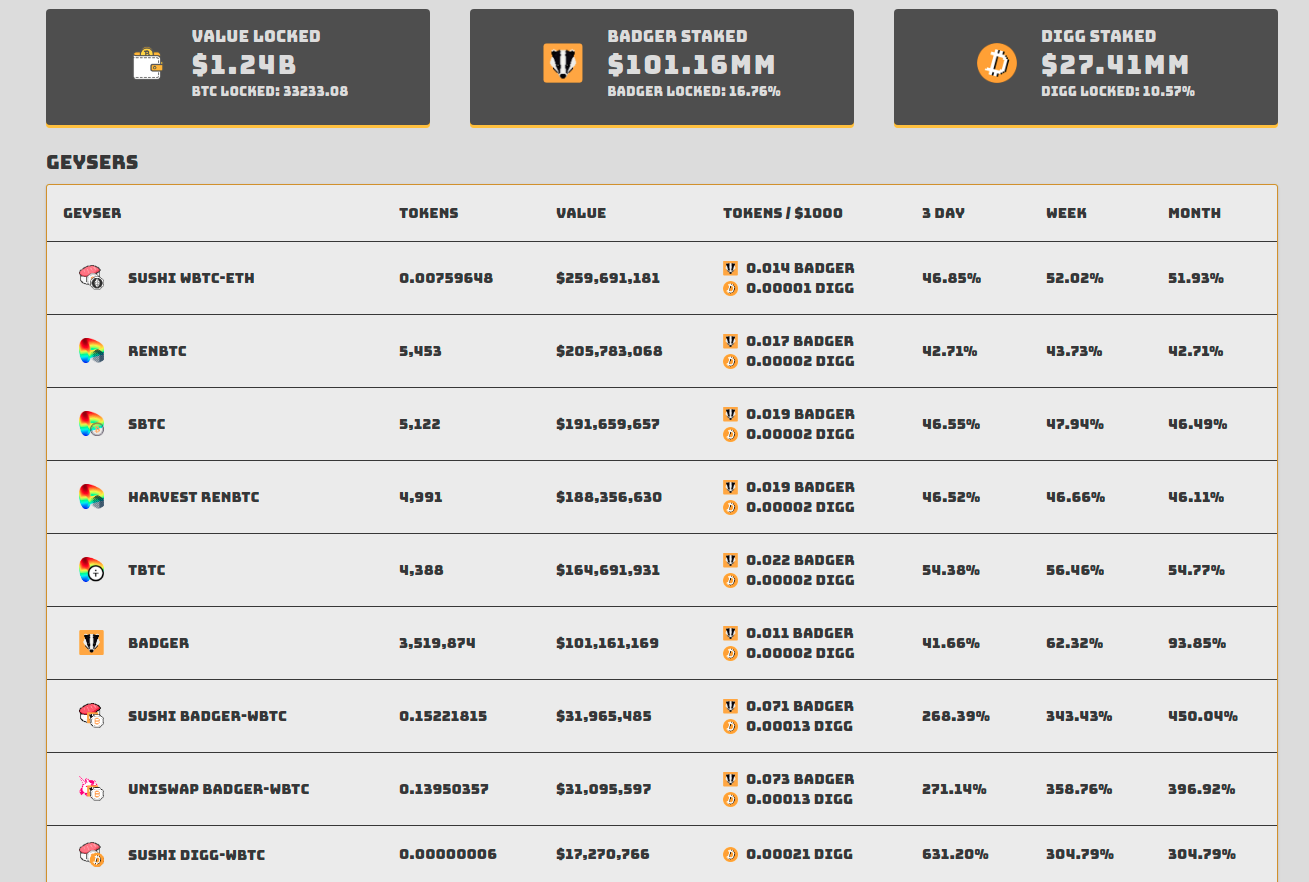 VALUE LOCKED
$1.24B
BTC LOCKED: 33233.08
BADGER STAKED
$101.16MM
BADGER LOCKED: 16.76%
DIGG STAKED
$27.41MM
DIGG LOCKED: 10.57%
GEYSERS
GEYSER TOKENS VALUE TOKENS / $1000 3 DAY WEEK MONTH
SUSHI WBTC-ETH 0.00759648 $259,691,181 0.014 BADGER 46.85% 52.02% 51.93%
0.00001 DIGG
RENBTC 5,453 $205,783,068 0.017 BADGER 42.71% 43.73% 42.71%
0.00002 DIGG
SBTC 5,122 $191,659,657 0.019 BADGER 46.55% 47.94% 46.49%
0.00002 DIGG
HARVEST RENBTC 4,991 $188,356,630 0.019 BADGER 46.52% 46.66% 46.11%
0.00002 DIGG
TBTC 4,388 $164,691,931 0.022 BADGER 54.38% 56.46% 54.77%
0.00002 DIGG
BADGER 3,519,874 $101,161,169 0.011 BADGER 41.66% 62.32% 93.85%
0.00002 DIGG
SUSHI BADGER-WBTC 0.15221815 $31,965,485 0.071 BADGER 268.39% 343.43% 450.04%
0.00013 DIGG
UNISWAP BADGER-WBTC 0.13950357 $31,095,597 0.073 BADGER 271.14% 358.76% 396.92%
0.00013 DIGG
SUSHI DIGG-WBTC 0.00000006 $17,270,766 0.00021 DIGG 631.20% 304.79% 304.79%